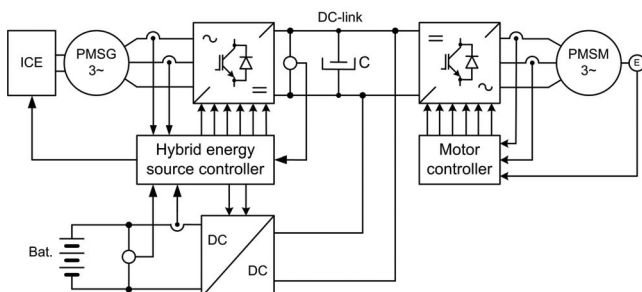 DC-link
ICE
PMSG
3~
~
=
C
=
~
PMSM
3~
E
Hybrid energy
source controller
Motor
controller
Bat.
DC
DC